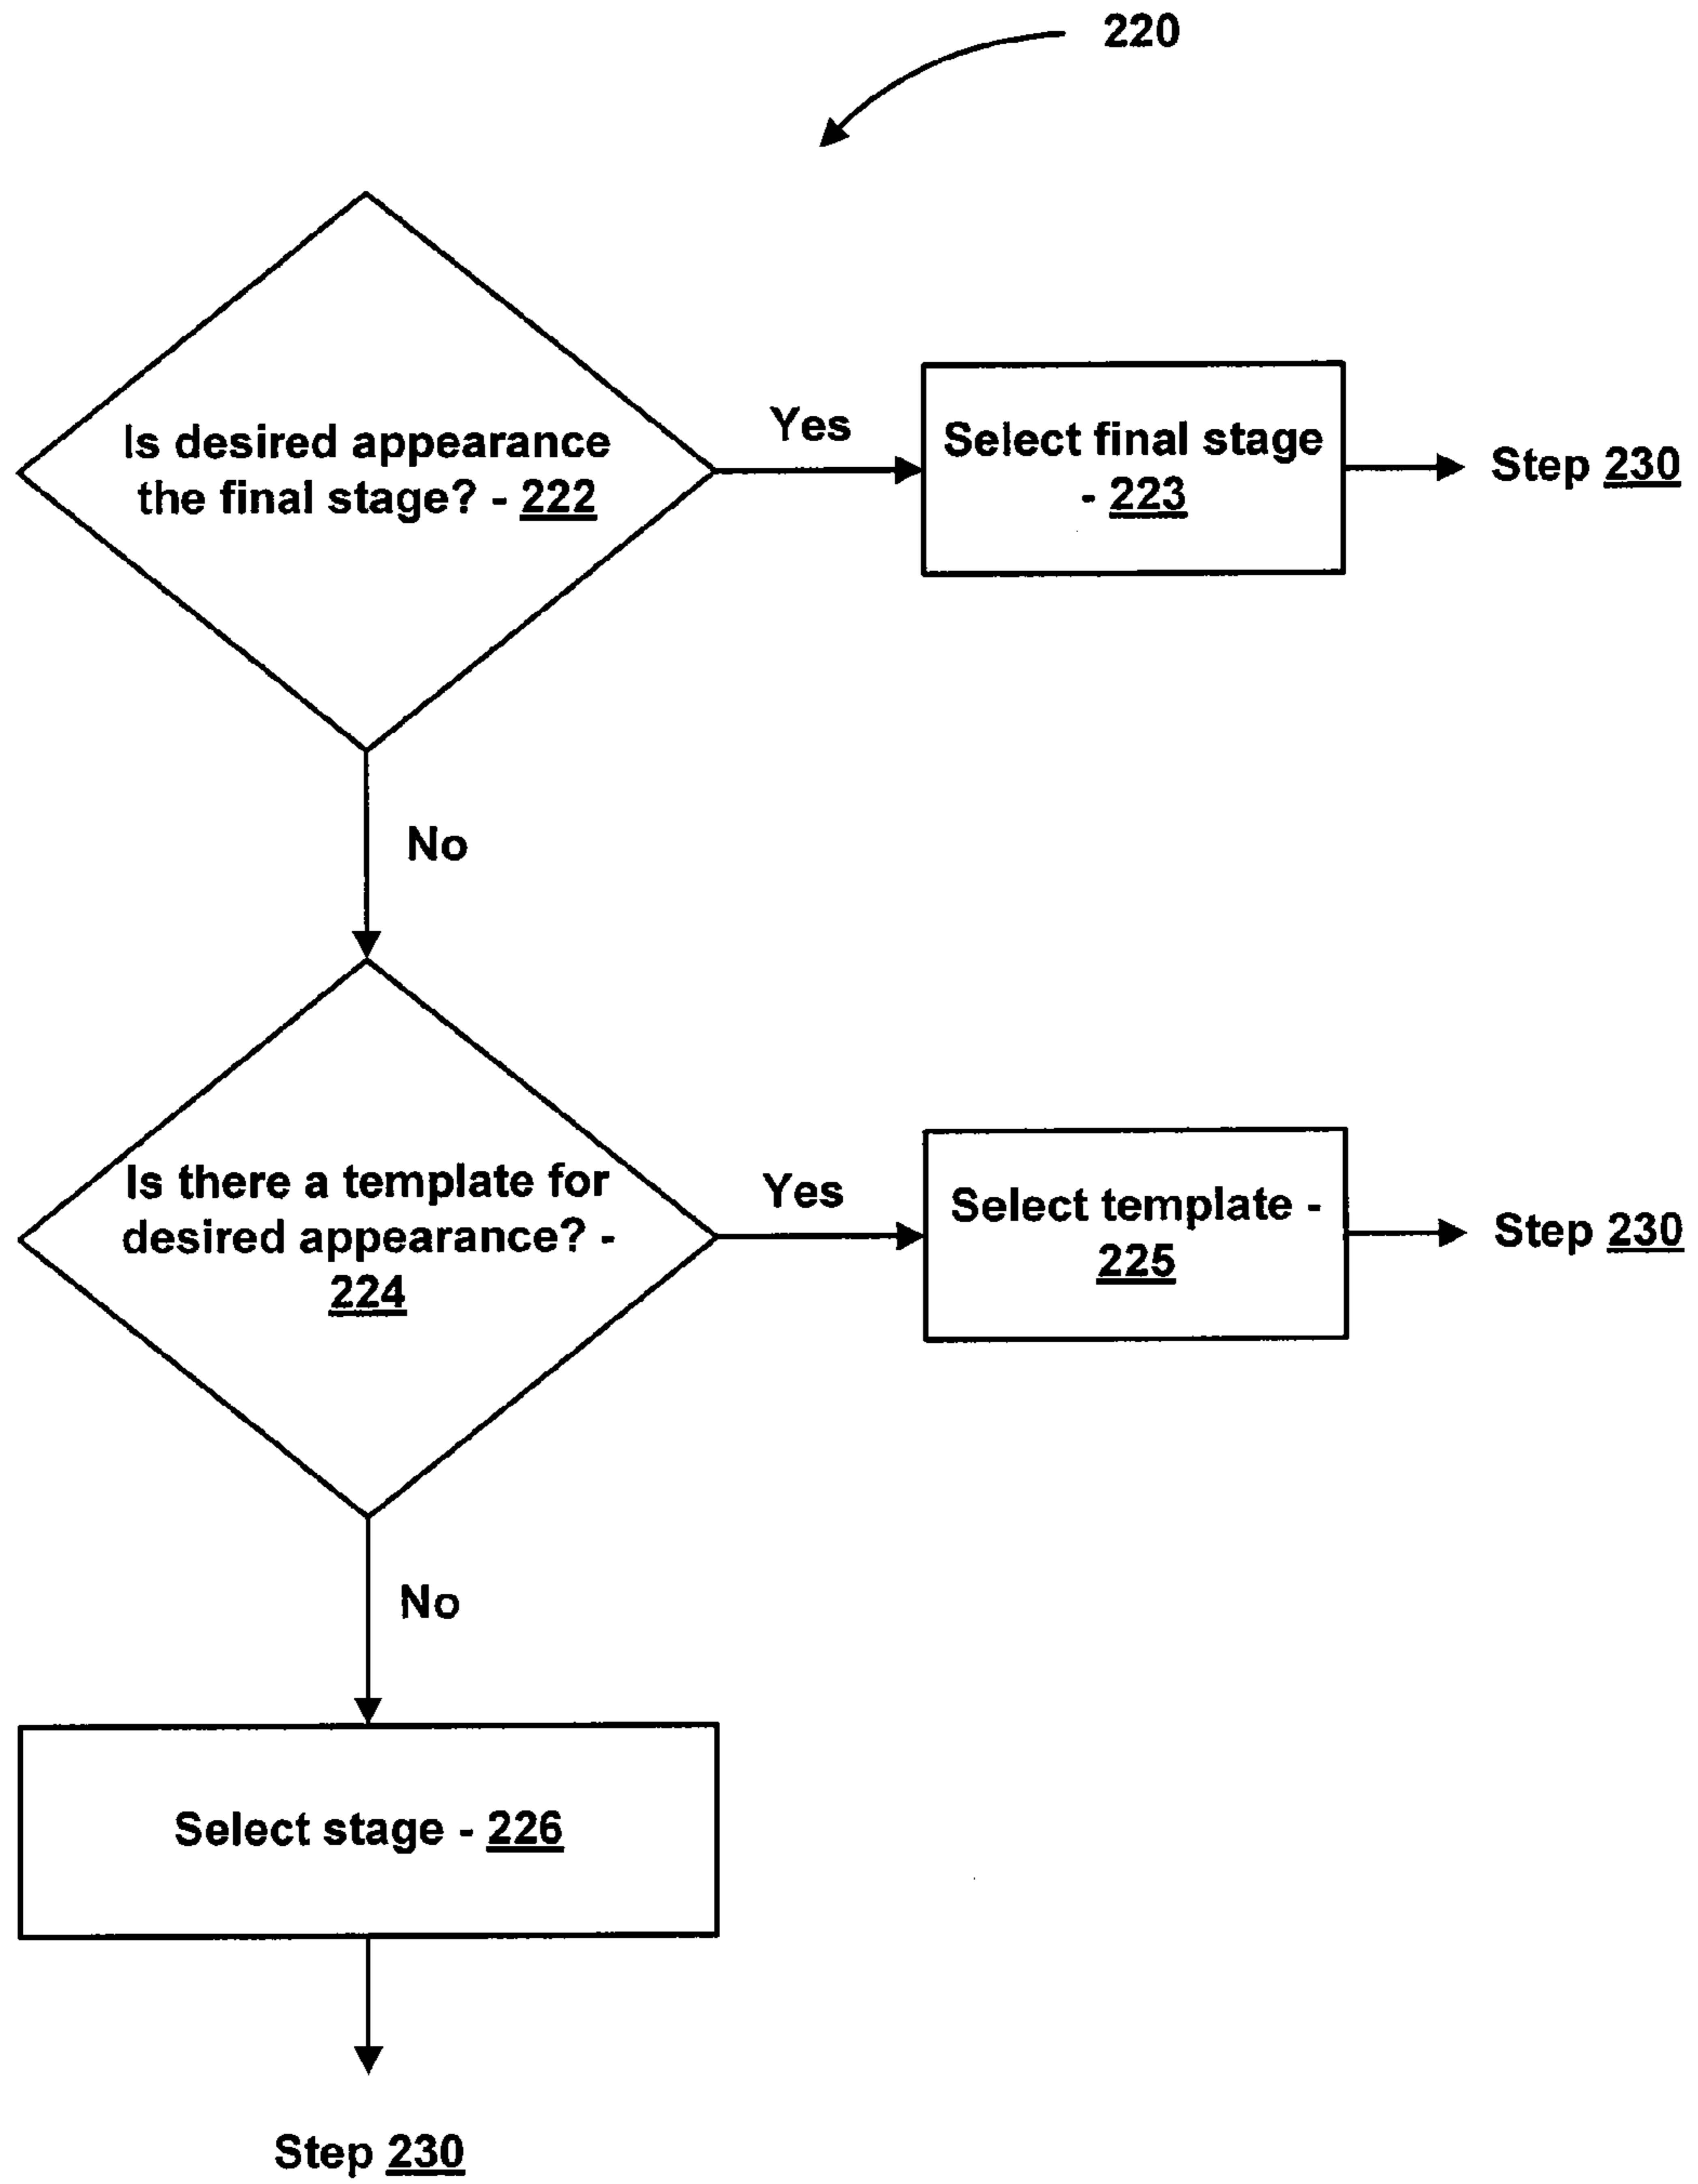 220
Is desired appearance
the final stage? - 222
Yes
Select final stage
- 223
Step 230
No
Is there a template for
desired appearance? -
224
Yes
Select template -
225
Step 230
No
Select stage - 226
Step 230